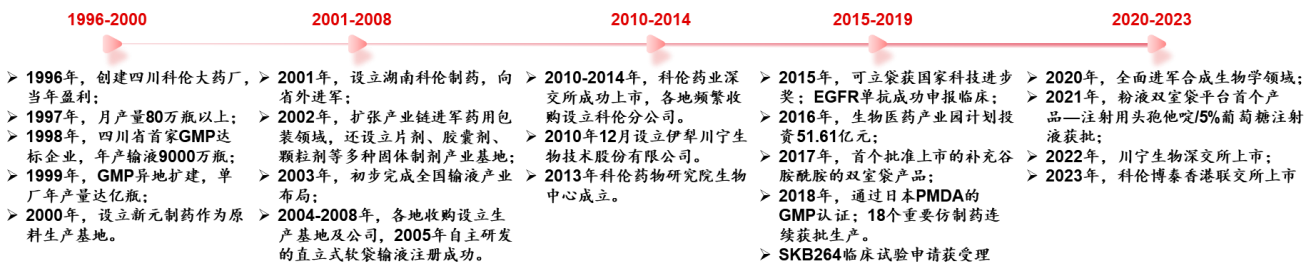 1996-2000
2001-2008
2010-2014
2015-2019
2020-2023
➢ 1996年，创建四川科伦大药厂，
当年盈利；
➢ 1997年，月产量80万瓶以上；
➢ 1998年，四川省首家GMP达
标企业，年产输液9000万瓶；
➢ 1999年，GMP异地扩建，单
厂年产量达亿瓶；
➢ 2000年，设立新元制药作为原
料生产基地。
➢ 2001年，设立湖南科伦制药，向
省外进军；
➢ 2002年，扩张产业链进军药用包
装领域，还设立片剂、胶囊剂、
颗粒剂等多种固体制剂产业基地；
➢ 2003年，初步完成全国输液产业
布局；
➢ 2004-2008年，各地收购设立生
产基地及公司，2005年自主研发
的直立式软袋输液注册成功。
➢ 2010-2014年，科伦药业深
交所成功上市，各地频繁收
购设立科伦分公司。
➢ 2010年12月设立伊犁川宁生
物技术股份有限公司。
➢ 2013年科伦药物研究院生物
中心成立。
➢ 2015年，可立袋获国家科技进步
奖；EGFR单抗成功申报临床；
➢ 2016年，生物医药产业园计划投
资51.61亿元；
➢ 2017年，首个批准上市的补充谷
胺酰胺的双室袋产品；
➢ 2018年，通过日本PMDA的
GMP认证；18个重要仿制药连
续获批生产。
➢ SKB264临床试验申请获受理
➢ 2020年，全面进军合成生物学领域；
➢ 2021年，粉液双室袋平台首个产
品—注射用头孢他啶/5%葡萄糖注射
液获批；
➢ 2022年，川宁生物深交所上市；
➢ 2023年，科伦博泰香港联交所上市